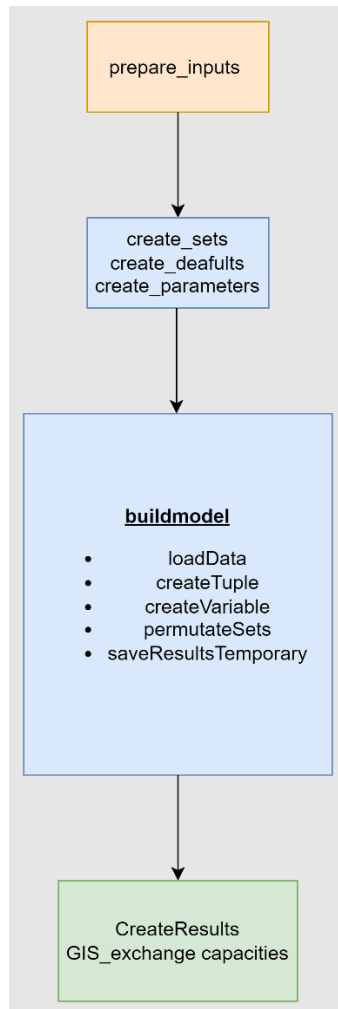 prepare_inputs
create_sets
create_deafults
create_parameters
buildmodel
• loadData
• createTuple
• createVariable
• permutateSets
• saveResultsTemporary
CreateResults
GIS_exchange capacities